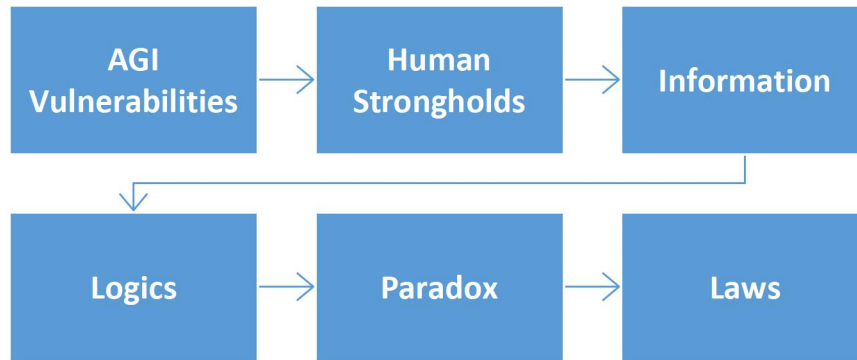 AGI
Vulnerabilities
Human
Strongholds
Information
Logics
Paradox
Laws